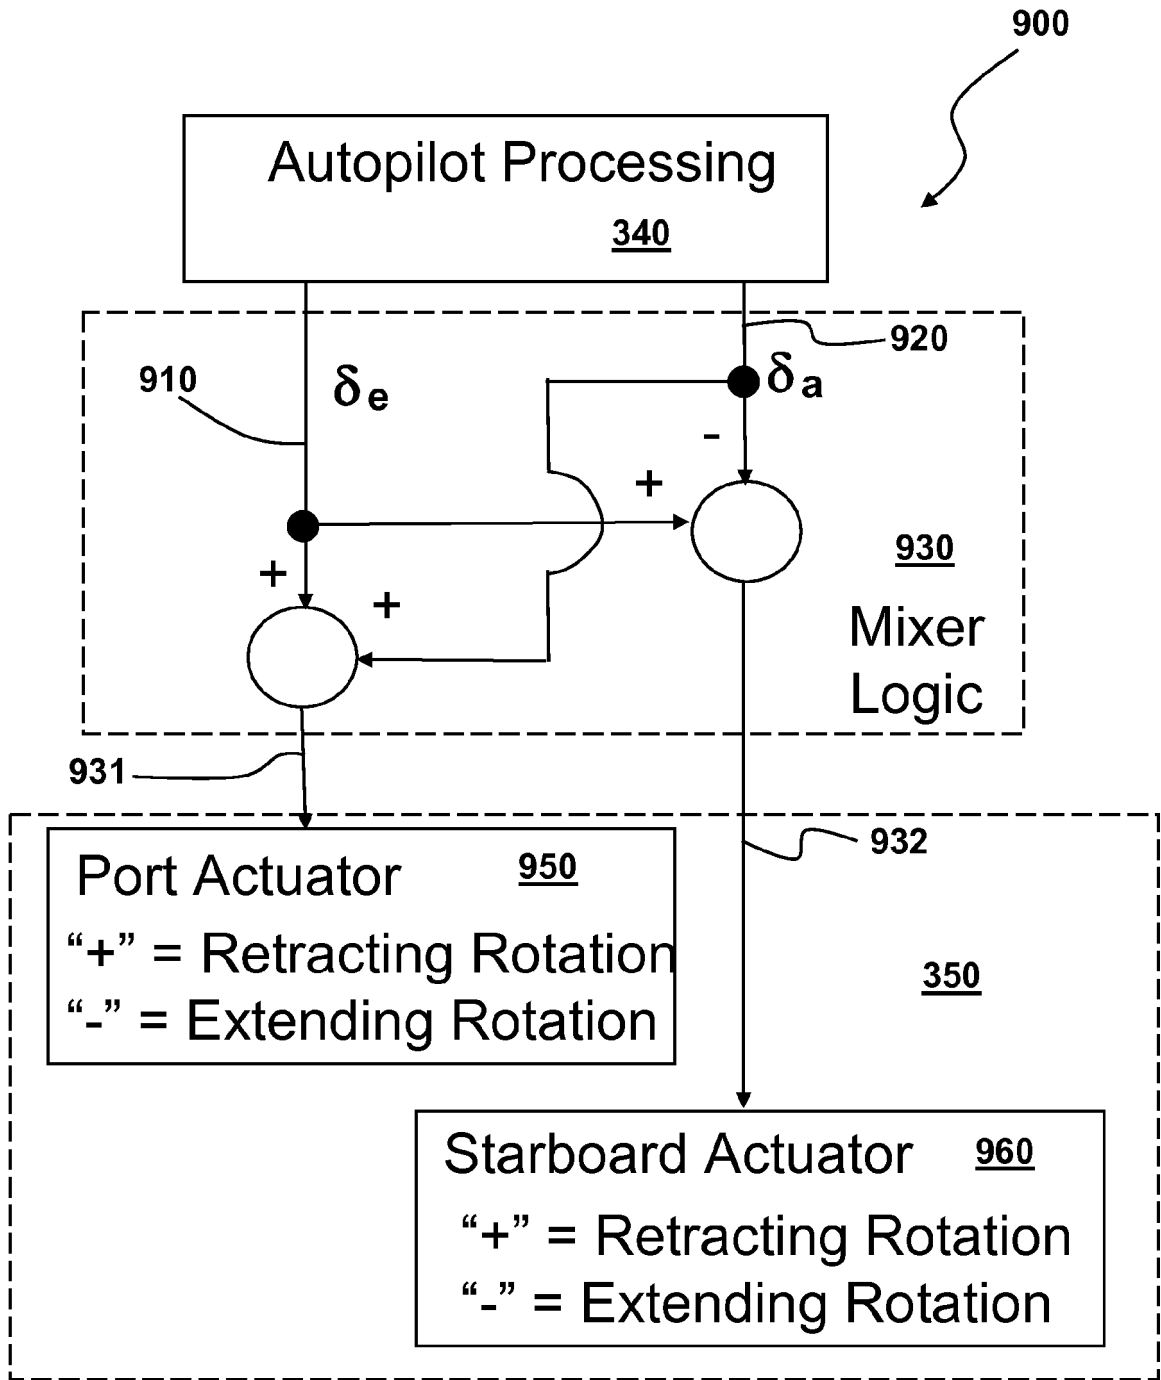 900
Autopilot Processing
340
920
910
δe
δa
-
+
930
+
+
Mixer
Logic
931
932
Port Actuator 950
“+” = Retracting Rotation
“-” = Extending Rotation
350
Starboard Actuator 960
“+” = Retracting Rotation
“-” = Extending Rotation